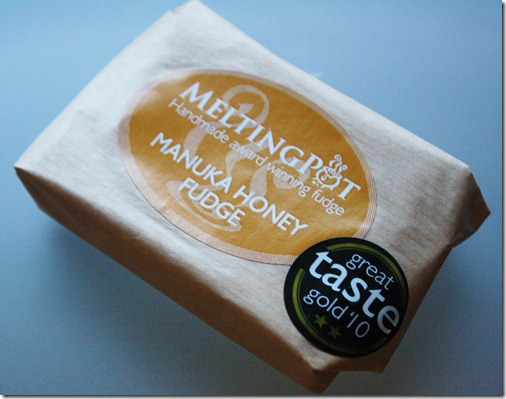 MELTINGPOT
Handmade award winning fudge
MANUKA HONEY
FUDGE
great
taste
gold '10